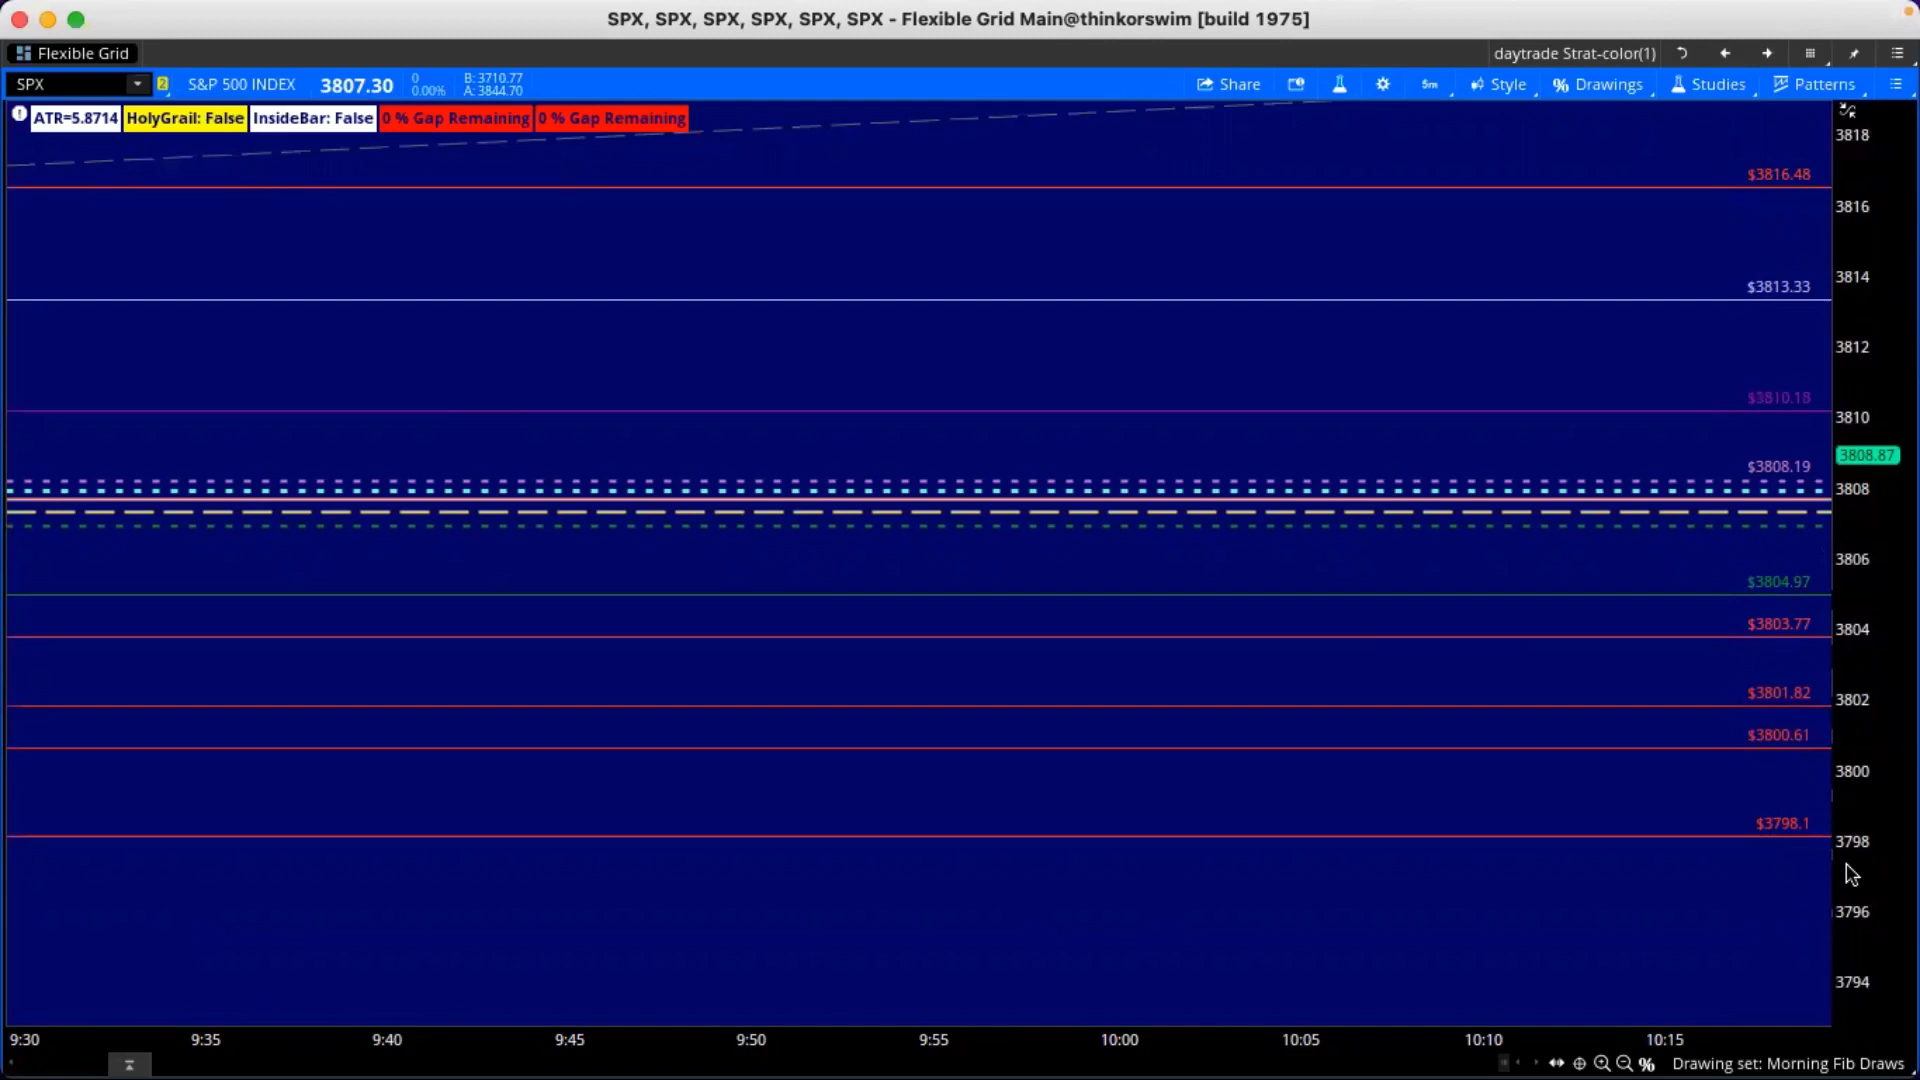 SPX, SPX, SPX, SPX, SPX, SPX - Flexible Grid Main@thinkorswim [build 1975]
Flexible Grid
daytrade Strat-color(1)
SPX
2
S&P 500 INDEX
3807.30
0
0.00%
B: 3710.77
A: 3844.70
Share
5m
Style
% Drawings
Studies
Patterns
ATR=5.8714
HolyGrail: False
InsideBar: False
0 % Gap Remaining
0 % Gap Remaining
3818
$3816.48
3816
$3813.33
3814
3812
$3810.18
3810
3808.87
$3808.19
3808
3806
$3804.97
$3803.77
3804
$3801.82
3802
$3800.61
3800
$3798.1
3798
3796
3794
9:30
9:35
9:40
9:45
9:50
9:55
10:00
10:05
10:10
10:15
%
Drawing set: Morning Fib Draws